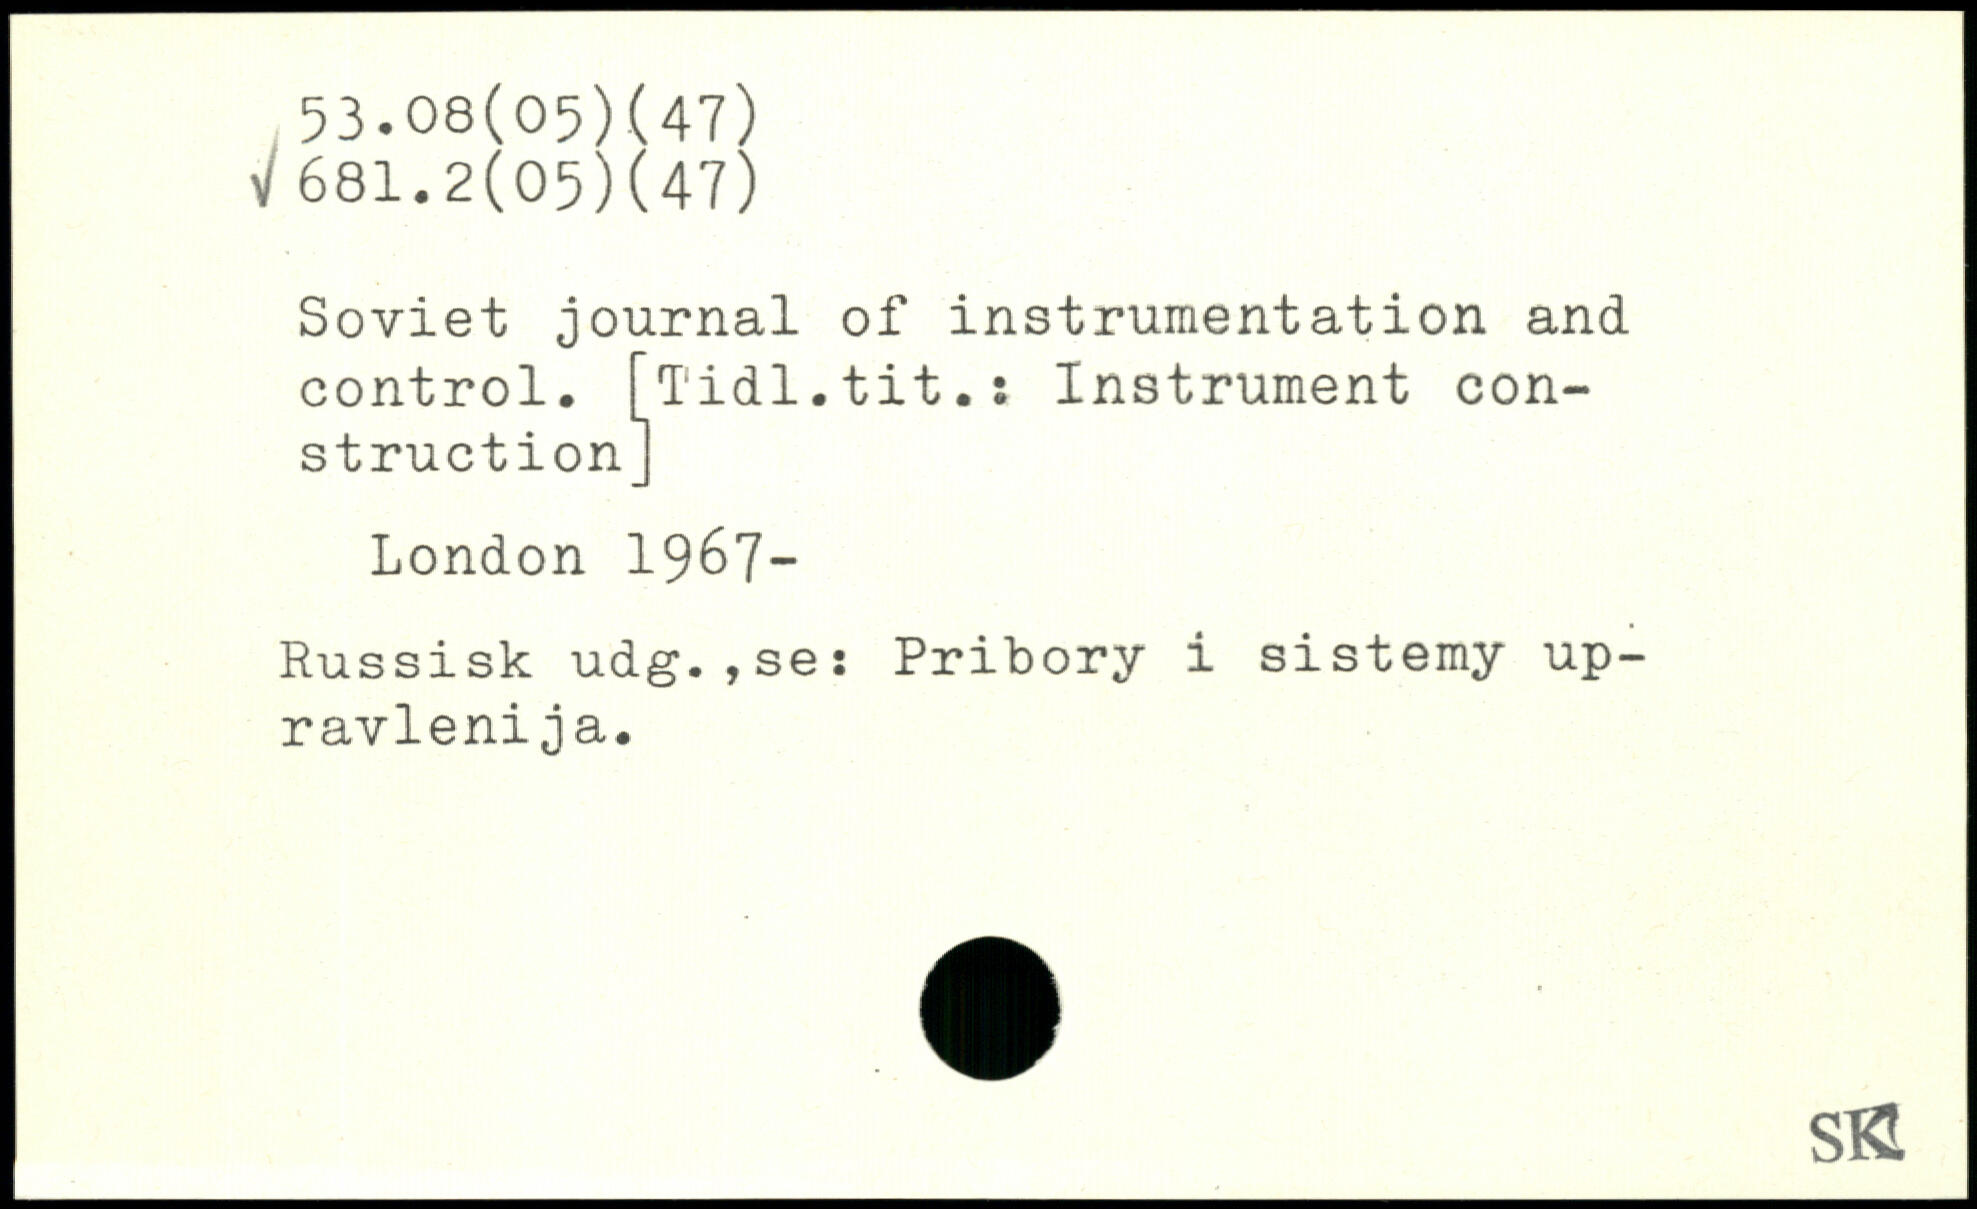 53.08(05)(47)
√ 681.2(05)(47)
Soviet journal of instrumentation and
control. [Tidl.tit.: Instrument con-
struction]
London 1967-
Russisk udg.,se: Pribory i sistemy up-
ravlenija.
SK